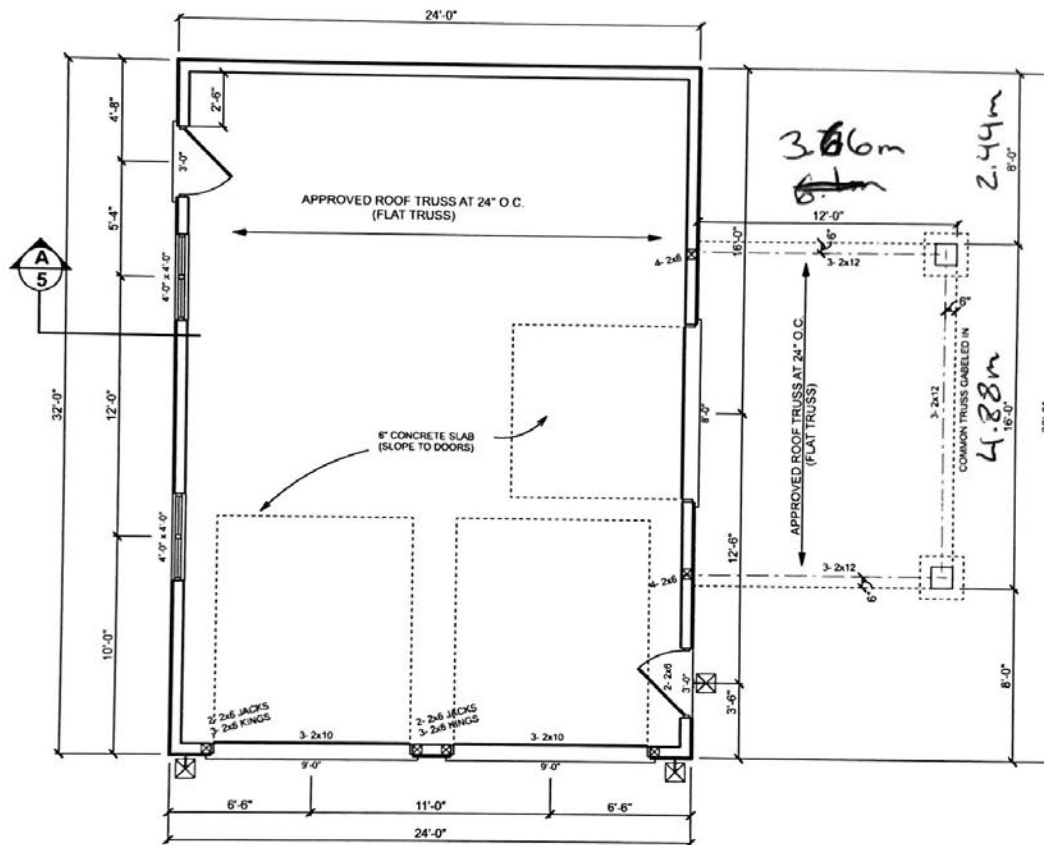 24'-0"
32'-0"
4'-8"
5'-4"
12'-0"
10'-0"
2'-6"
3'-0"
APPROVED ROOF TRUSS AT 24" O.C.
(FLAT TRUSS)
A
5
4'-0" x 4'-0"
4'-0" x 4'-0"
6" CONCRETE SLAB
(SLOPE TO DOORS)
3.66m
2.44m
8'-0"
12'-0"
16'-0"
6"
4- 2x6
3- 2x12
APPROVED ROOF TRUSS AT 24" O.C.
(FLAT TRUSS)
6"
3- 2x12
COMMON TRUSS GABELED IN
16'-0"
4.88m
8'-0"
12'-6"
4- 2x6
3- 2x12
6"
2- 2x6
3'-0"
3'-6"
8'-0"
2- 2x6 JACKS
3- 2x6 KINGS
2- 2x6 JACKS
3- 2x6 KINGS
3- 2x10
3- 2x10
9'-0"
9'-0"
6'-6"
11'-0"
6'-6"
24'-0"